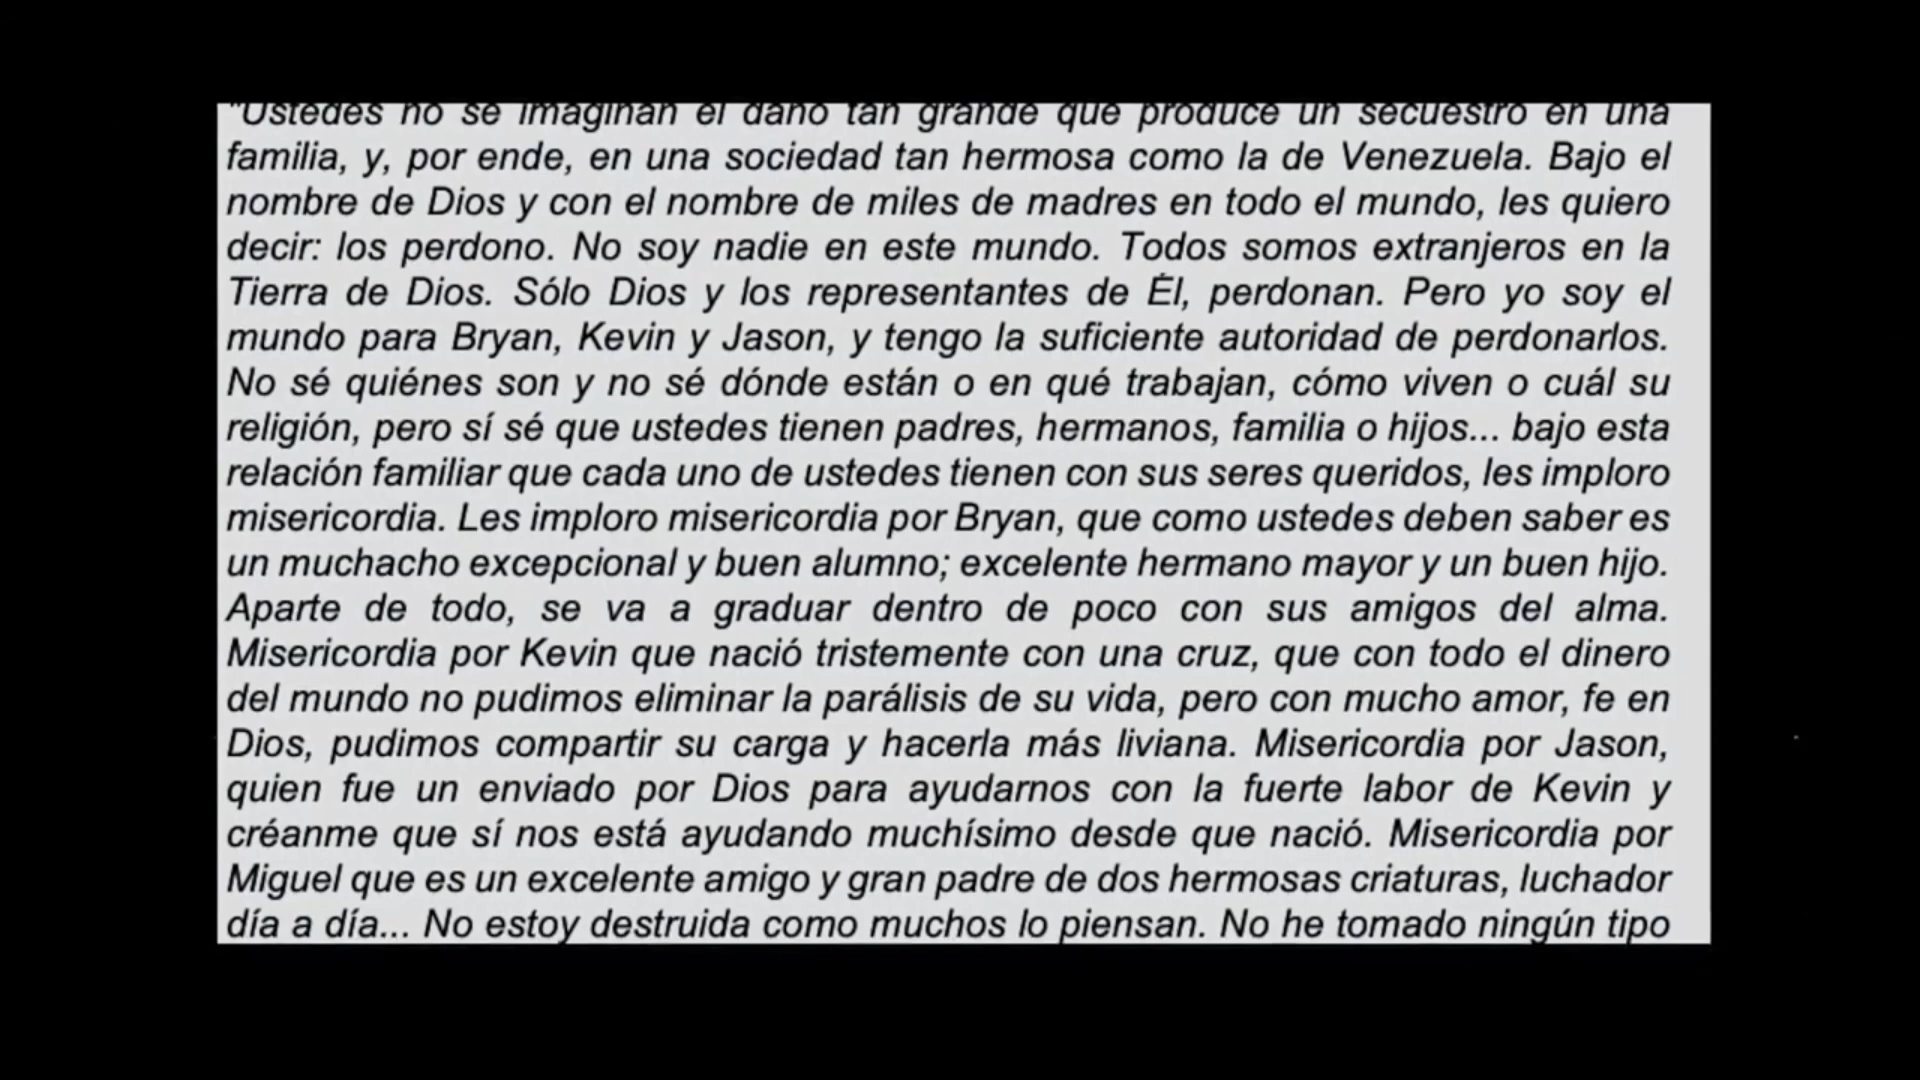 "Ustedes no se imaginan el daño tan grande que produce un secuestro en una
familia, y, por ende, en una sociedad tan hermosa como la de Venezuela. Bajo el
nombre de Dios y con el nombre de miles de madres en todo el mundo, les quiero
decir: los perdono. No soy nadie en este mundo. Todos somos extranjeros en la
Tierra de Dios. Sólo Dios y los representantes de Él, perdonan. Pero yo soy el
mundo para Bryan, Kevin y Jason, y tengo la suficiente autoridad de perdonarlos.
No sé quiénes son y no sé dónde están o en qué trabajan, cómo viven o cuál su
religión, pero sí sé que ustedes tienen padres, hermanos, familia o hijos... bajo esta
relación familiar que cada uno de ustedes tienen con sus seres queridos, les imploro
misericordia. Les imploro misericordia por Bryan, que como ustedes deben saber es
un muchacho excepcional y buen alumno; excelente hermano mayor y un buen hijo.
Aparte de todo, se va a graduar dentro de poco con sus amigos del alma.
Misericordia por Kevin que nació tristemente con una cruz, que con todo el dinero
del mundo no pudimos eliminar la parálisis de su vida, pero con mucho amor, fe en
Dios, pudimos compartir su carga y hacerla más liviana. Misericordia por Jason,
quien fue un enviado por Dios para ayudarnos con la fuerte labor de Kevin y
créanme que sí nos está ayudando muchísimo desde que nació. Misericordia por
Miguel que es un excelente amigo y gran padre de dos hermosas criaturas, luchador
día a día... No estoy destruida como muchos lo piensan. No he tomado ningún tipo